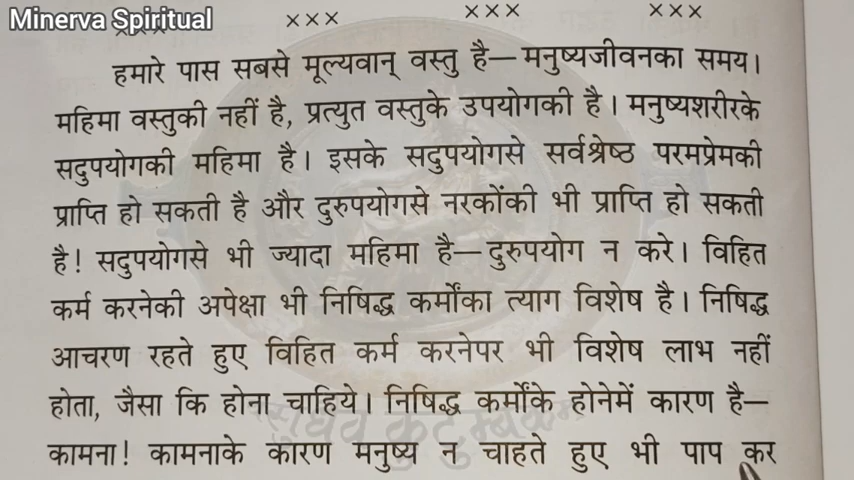 Minerva Spiritual
××× ××× ×××
हमारे पास सबसे मूल्यवान् वस्तु है—मनुष्यजीवनका समय।
महिमा वस्तुकी नहीं है, प्रत्युत वस्तुके उपयोगकी है। मनुष्यशरीरके
सदुपयोगकी महिमा है। इसके सदुपयोगसे सर्वश्रेष्ठ परमप्रेमकी
प्राप्ति हो सकती है और दुरुपयोगसे नरकोंकी भी प्राप्ति हो सकती
है! सदुपयोगसे भी ज्यादा महिमा है—दुरुपयोग न करे। विहित
कर्म करनेकी अपेक्षा भी निषिद्ध कर्मोंका त्याग विशेष है। निषिद्ध
आचरण रहते हुए विहित कर्म करनेपर भी विशेष लाभ नहीं
होता, जैसा कि होना चाहिये। निषिद्ध कर्मोंके होनेमें कारण है—
कामना! कामनाके कारण मनुष्य न चाहते हुए भी पाप कर
वसुधैव कुटुम्बकम्